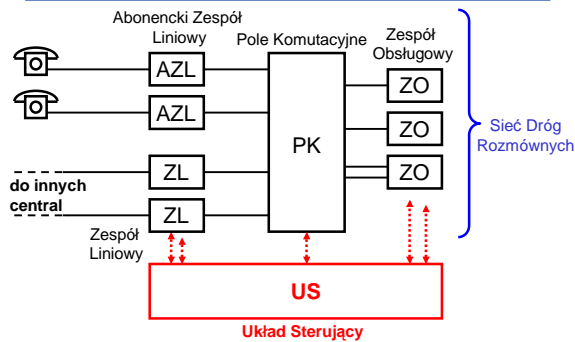 Abonencki Zespół
Liniowy
Pole Komutacyjne
Zespół
Obsługowy
AZL
ZO
AZL
PK
ZO
Sieć Dróg
Rozmównych
ZL
ZO
do innych
central
ZL
Zespół
Liniowy
US
Układ Sterujący